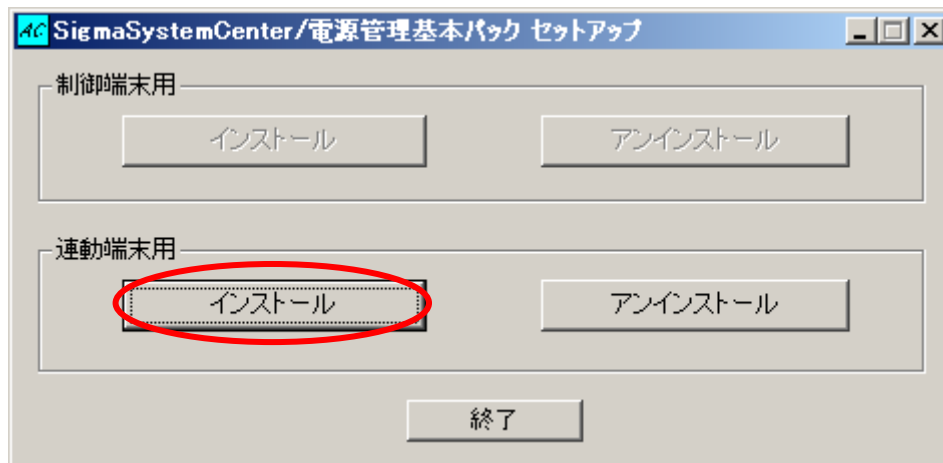 AC SigmaSystemCenter/電源管理基本パック セットアップ
制御端末用
インストール アンインストール
連動端末用
インストール アンインストール
終了